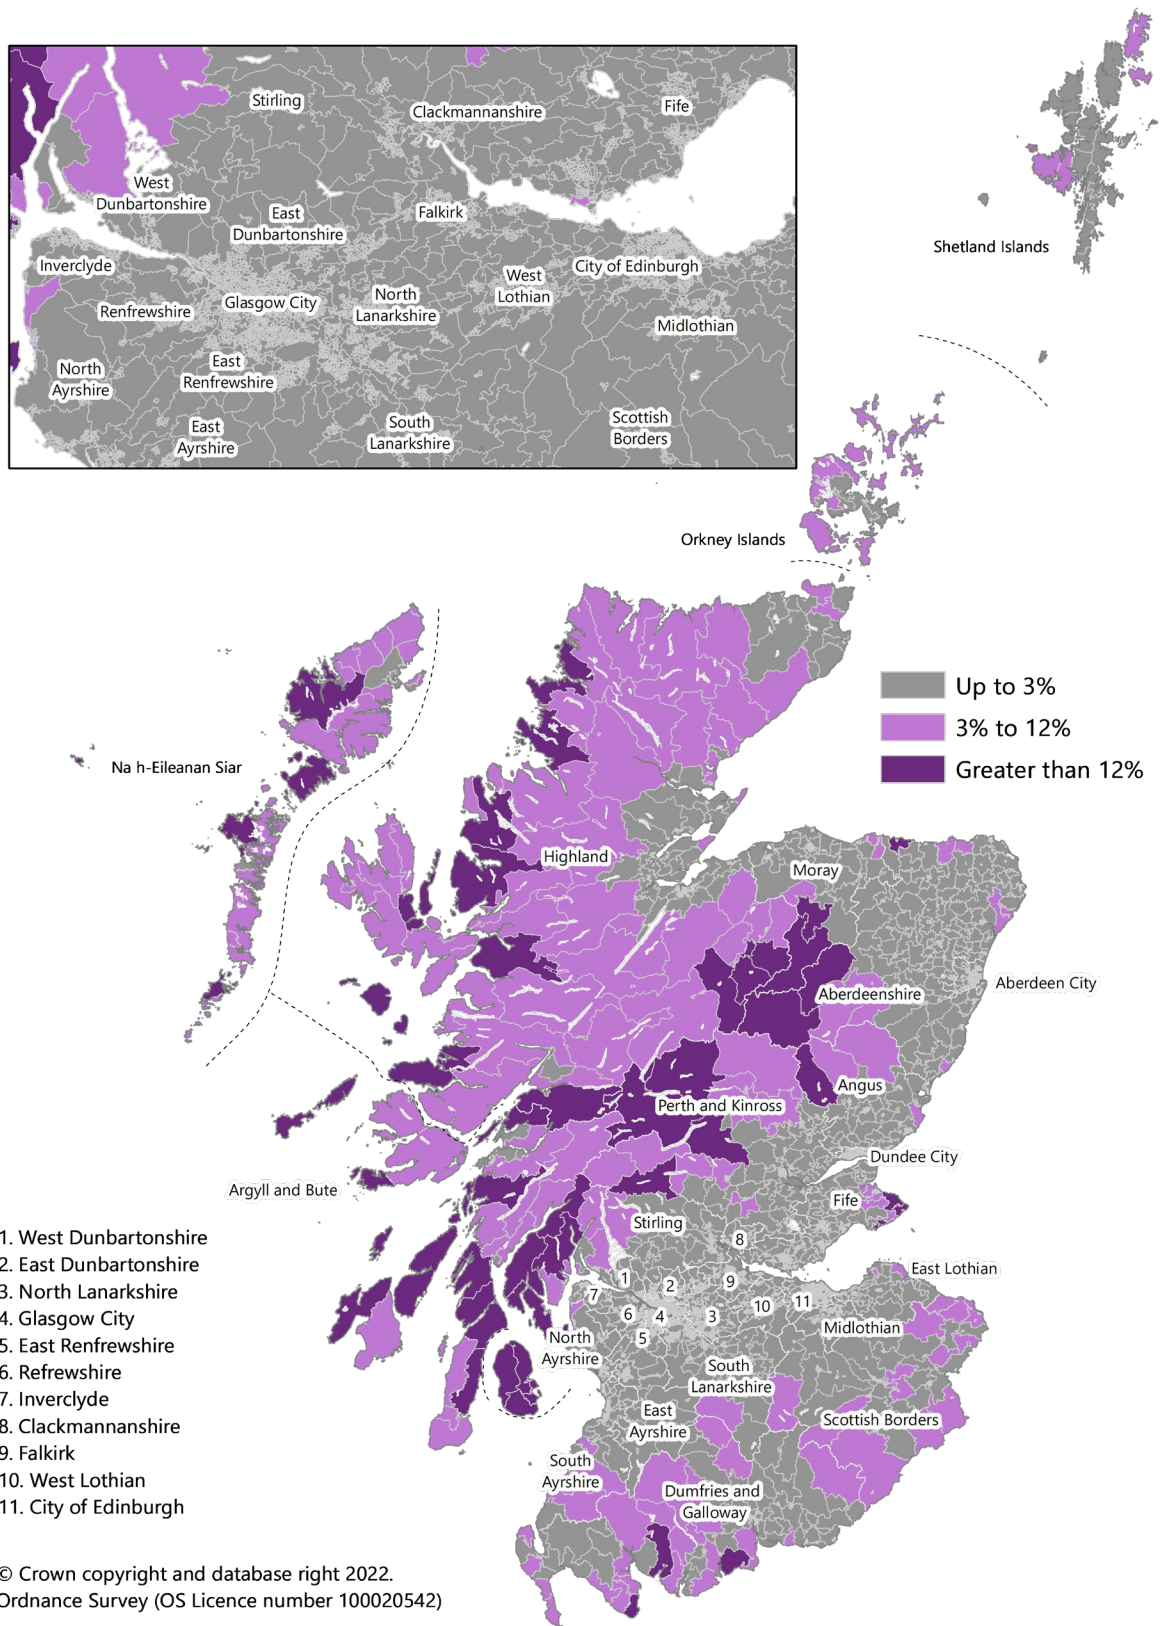 Stirling
Clackmannanshire
Fife
West
Dunbartonshire
East
Dunbartonshire
Falkirk
Inverclyde
City of Edinburgh
West
Lothian
Renfrewshire
Glasgow City
North
Lanarkshire
Midlothian
North
Ayrshire
East
Renfrewshire
East
Ayrshire
South
Lanarkshire
Scottish
Borders
Shetland Islands
Orkney Islands
Up to 3%
3% to 12%
Greater than 12%
Na h-Eileanan Siar
Highland
Moray
Aberdeenshire
Aberdeen City
Angus
Perth and Kinross
Dundee City
Argyll and Bute
Fife
Stirling
8
East Lothian
1
2
9
7
10
11
6
4
3
5
Midlothian
North
Ayrshire
South
Lanarkshire
East
Ayrshire
Scottish Borders
South
Ayrshire
Dumfries and
Galloway
1. West Dunbartonshire
2. East Dunbartonshire
3. North Lanarkshire
4. Glasgow City
5. East Renfrewshire
6. Refrewshire
7. Inverclyde
8. Clackmannanshire
9. Falkirk
10. West Lothian
11. City of Edinburgh
© Crown copyright and database right 2022.
Ordnance Survey (OS Licence number 100020542)